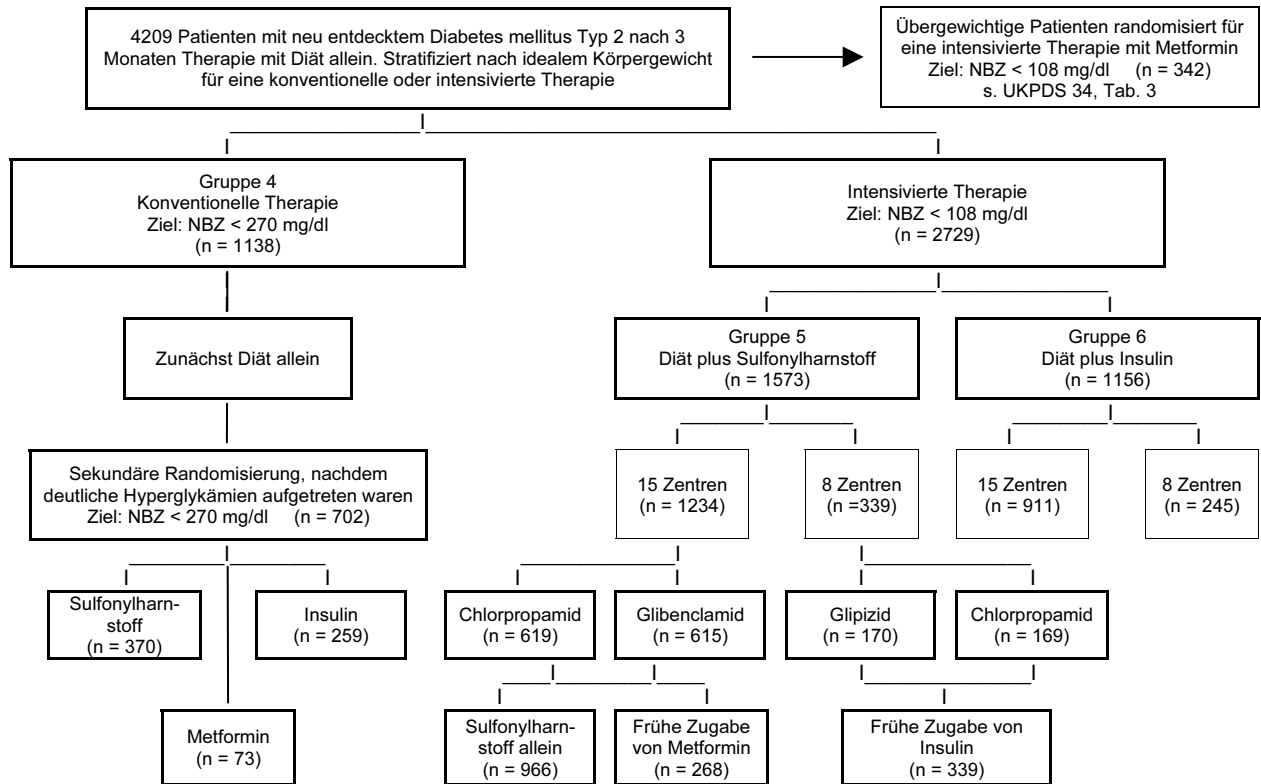 4209 Patienten mit neu entdecktem Diabetes mellitus Typ 2 nach 3
Monaten Therapie mit Diät allein. Stratifiziert nach idealem Körpergewicht
für eine konventionelle oder intensivierte Therapie
Übergewichtige Patienten randomisiert für
eine intensivierte Therapie mit Metformin
Ziel: NBZ < 108 mg/dl (n = 342)
s. UKPDS 34, Tab. 3
Gruppe 4
Konventionelle Therapie
Ziel: NBZ < 270 mg/dl
(n = 1138)
Intensivierte Therapie
Ziel: NBZ < 108 mg/dl
(n = 2729)
Zunächst Diät allein
Gruppe 5
Diät plus Sulfonylharnstoff
(n = 1573)
Gruppe 6
Diät plus Insulin
(n = 1156)
Sekundäre Randomisierung, nachdem
deutliche Hyperglykämien aufgetreten waren
Ziel: NBZ < 270 mg/dl (n = 702)
15 Zentren
(n = 1234)
8 Zentren
(n =339)
15 Zentren
(n = 911)
8 Zentren
(n = 245)
Sulfonylharn-
stoff
(n = 370)
Insulin
(n = 259)
Chlorpropamid
(n = 619)
Glibenclamid
(n = 615)
Glipizid
(n = 170)
Chlorpropamid
(n = 169)
Metformin
(n = 73)
Sulfonylharn-
stoff allein
(n = 966)
Frühe Zugabe
von Metformin
(n = 268)
Frühe Zugabe von
Insulin
(n = 339)